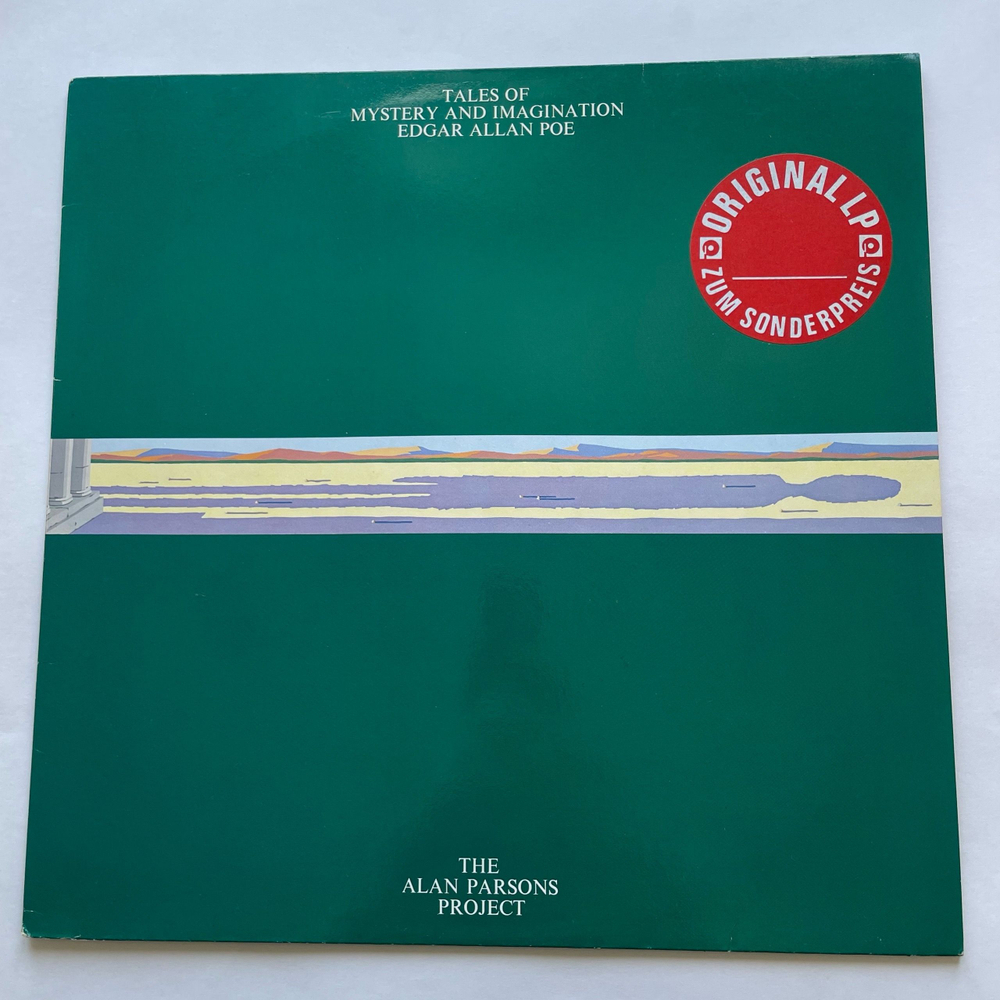 TALES OF
MYSTERY AND IMAGINATION
EDGAR ALLAN POE
ORIGINAL LP
ZUM SONDERPREIS
THE
ALAN PARSONS
PROJECT